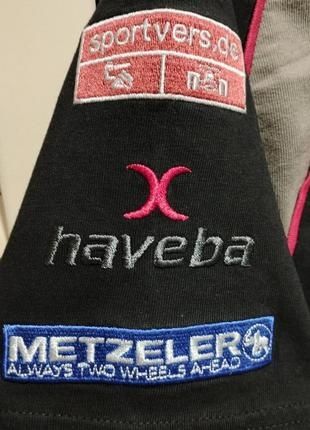 sportvers.de
haveba
METZELER
ALWAYS TWO WHEELS AHEAD